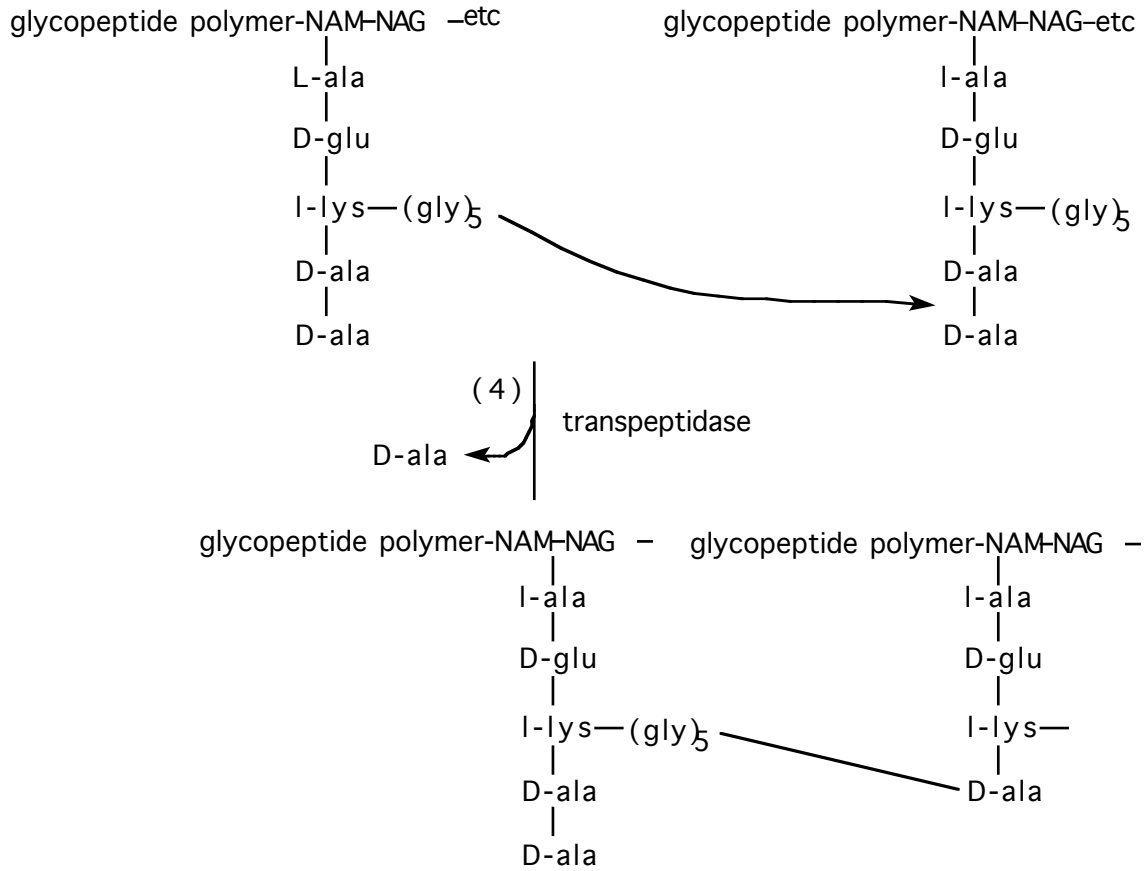 glycopeptide polymer-NAM–NAG –etc glycopeptide polymer-NAM–NAG–etc
L-ala l-ala
D-glu D-glu
l-lys—(gly)5 l-lys—(gly)5
D-ala D-ala
D-ala D-ala
(4)
transpeptidase
D-ala
glycopeptide polymer-NAM–NAG – glycopeptide polymer-NAM–NAG –
l-ala l-ala
D-glu D-glu
l-lys—(gly)5 l-lys—
D-ala D-ala
D-ala